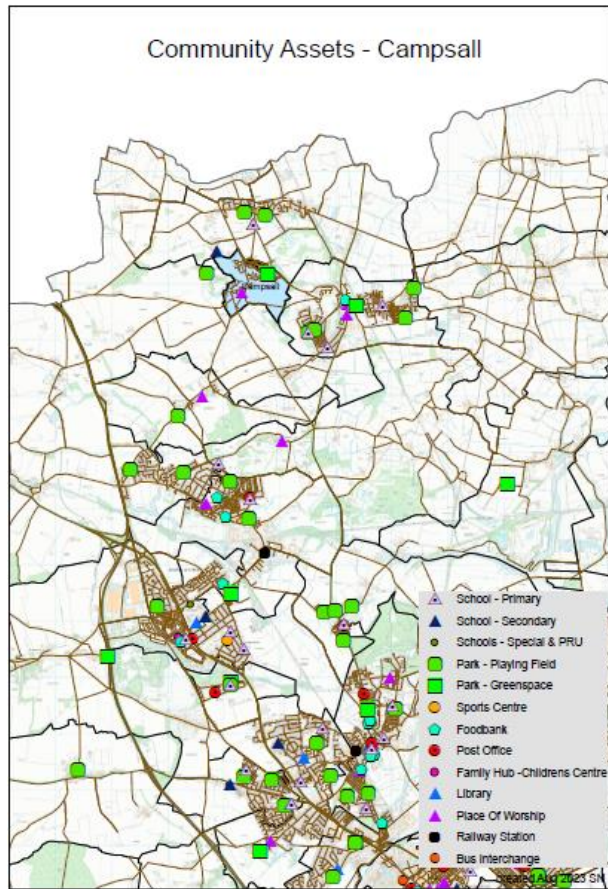 Community Assets - Campsall
School - Primary
School - Secondary
Schools - Special & PRU
Park - Playing Field
Park - Greenspace
Sports Centre
Foodbank
Post Office
Family Hub -Childrens Centre
Library
Place Of Worship
Railway Station
Bus Interchange
created Aug 2023 SN